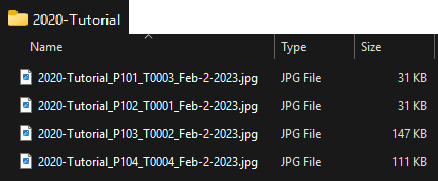 2020-Tutorial
Name Type Size
2020-Tutorial_P101_T0003_Feb-2-2023.jpg JPG File 31 KB
2020-Tutorial_P102_T0001_Feb-2-2023.jpg JPG File 31 KB
2020-Tutorial_P103_T0002_Feb-2-2023.jpg JPG File 147 KB
2020-Tutorial_P104_T0004_Feb-2-2023.jpg JPG File 111 KB